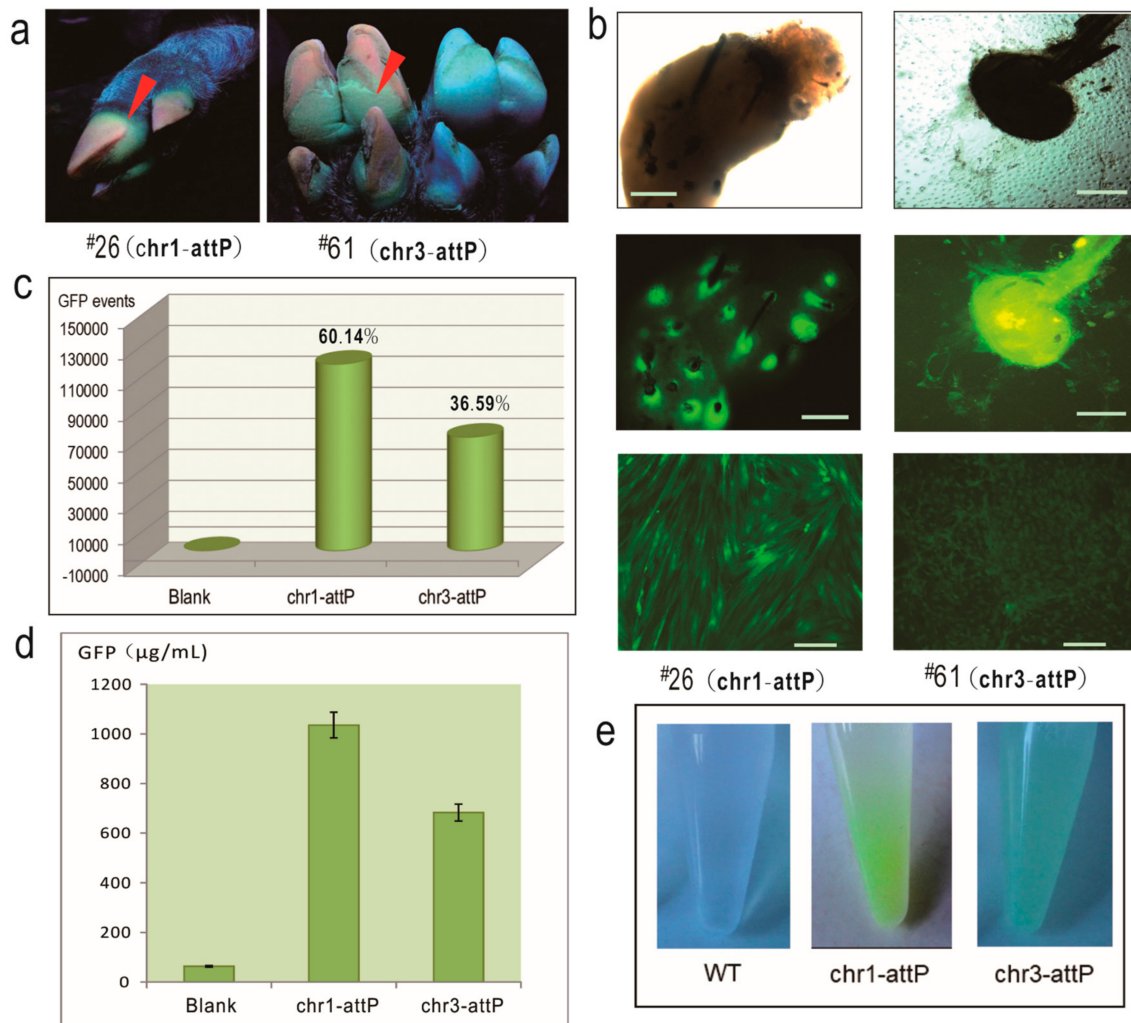 a
#26 (chr1-attP)
#61 (chr3-attP)
b
#26 (chr1-attP)
#61 (chr3-attP)
c
GFP events
150000
130000
110000
90000
70000
50000
30000
10000
-10000
60.14%
36.59%
Blank chr1-attP chr3-attP
d
GFP (μg/mL)
1200
1000
800
600
400
200
0
Blank chr1-attP chr3-attP
e
WT chr1-attP chr3-attP